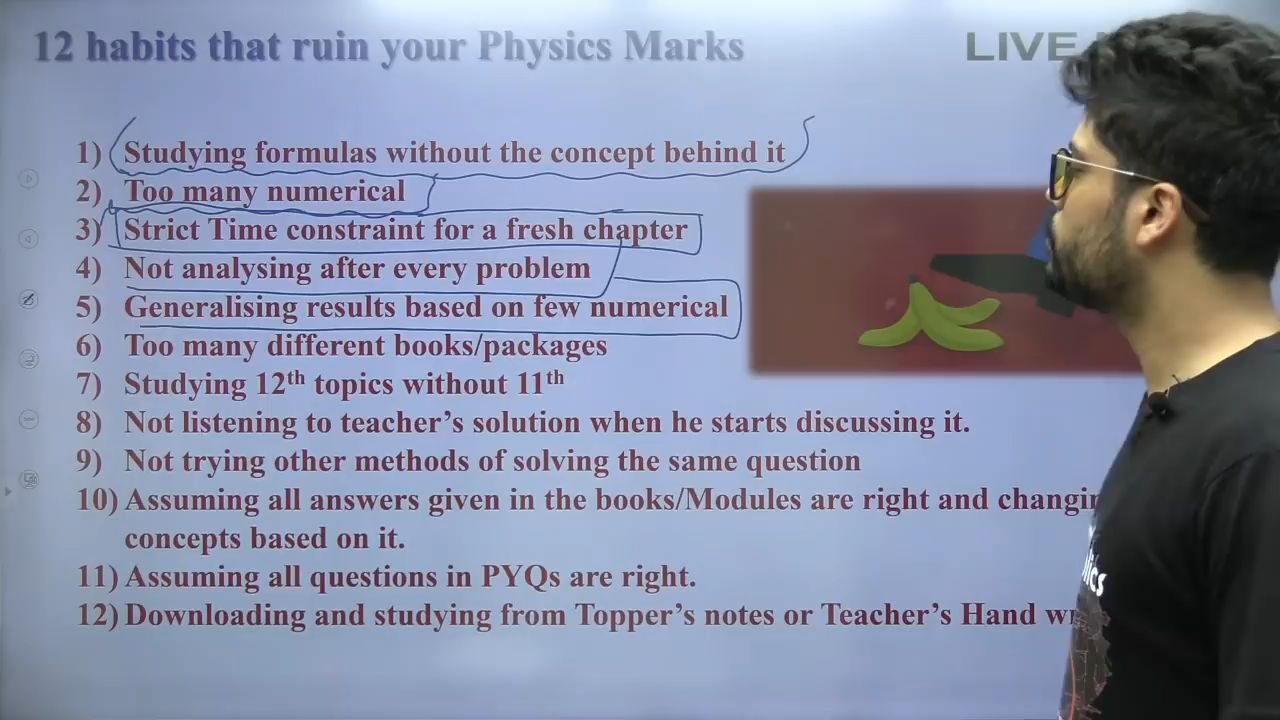 12 habits that ruin your Physics Marks
LIVE
1) Studying formulas without the concept behind it
2) Too many numerical
3) Strict Time constraint for a fresh chapter
4) Not analysing after every problem
5) Generalising results based on few numerical
6) Too many different books/packages
7) Studying 12th topics without 11th
8) Not listening to teacher's solution when he starts discussing it.
9) Not trying other methods of solving the same question
10) Assuming all answers given in the books/Modules are right and
concepts based on it.
11) Assuming all questions in PYQs are right.
12) Downloading and studying from Topper's notes or Teacher's Hand